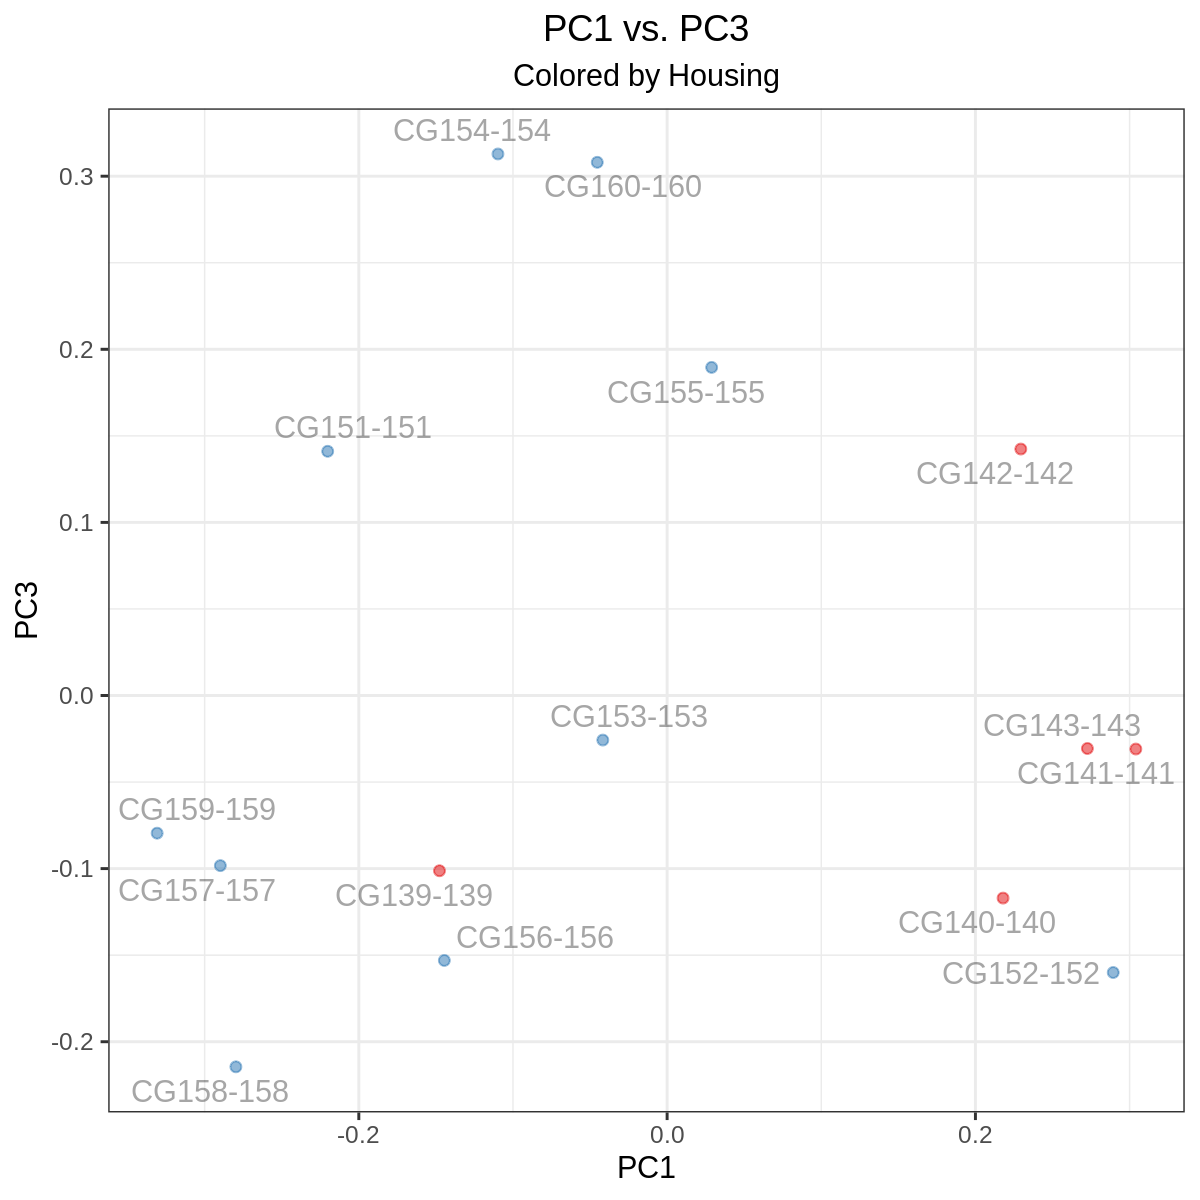 PC1 vs. PC3
Colored by Housing
CG154-154
CG160-160
CG155-155
CG151-151
CG142-142
CG153-153
CG143-143
CG141-141
CG159-159
CG157-157
CG139-139
CG140-140
CG156-156
CG152-152
CG158-158
PC3
0.3
0.2
0.1
0.0
-0.1
-0.2
-0.2
0.0
0.2
PC1